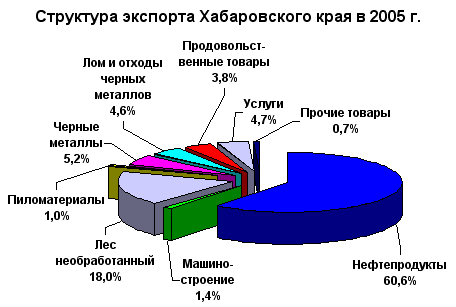 Структура экспорта Хабаровского края в 2005 г.
Продовольст-
венные товары
3,8%
Лом и отходы
черных
металлов
4,6%
Услуги
4,7%
Прочие товары
0,7%
Черные
металлы
5,2%
Пиломатериалы
1,0%
Лес
необработанный
18,0%
Машино-
строение
1,4%
Нефтепродукты
60,6%